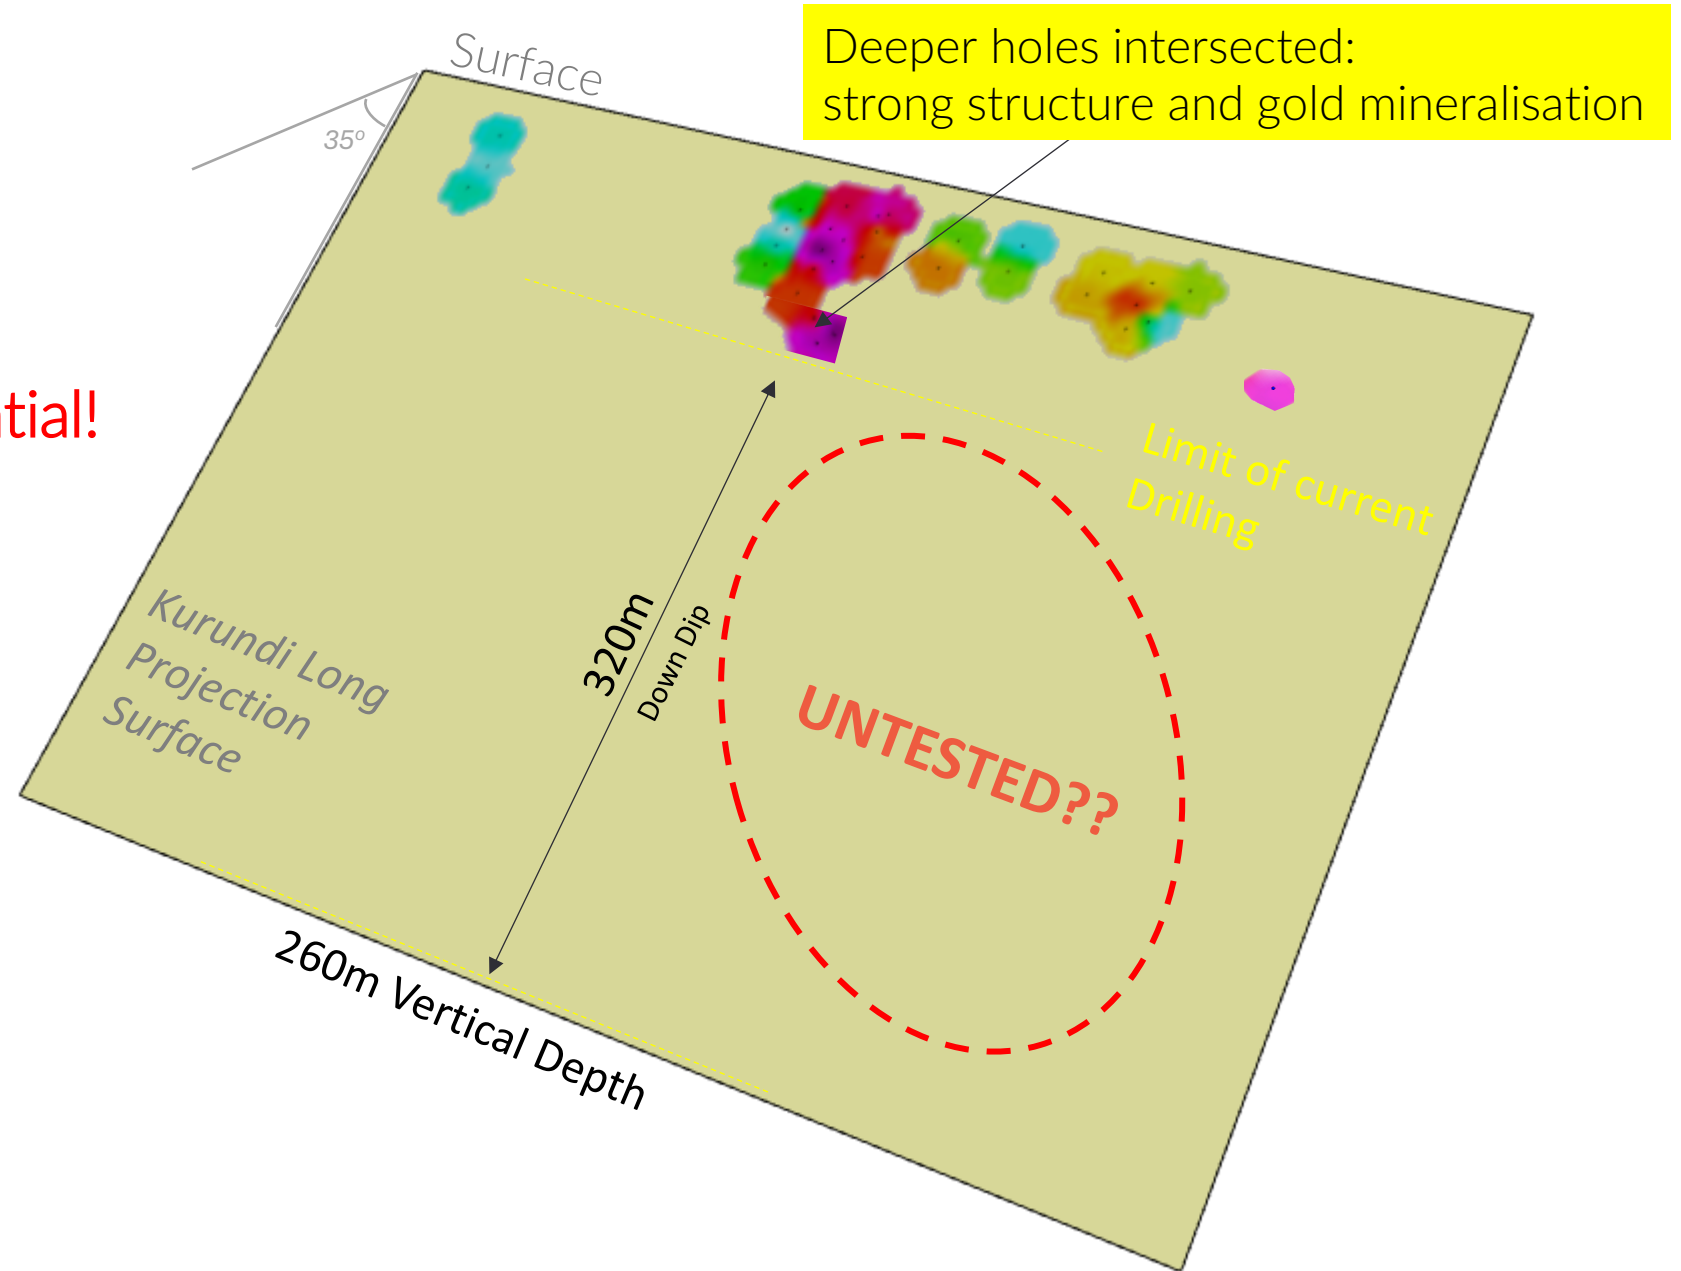 Surface
Deeper holes intersected:
strong structure and gold mineralisation
35º
tial!
Limit of current
Drilling
320m
Down Dip
Kurundi Long
Projection
Surface
UNTESTED??
260m Vertical Depth